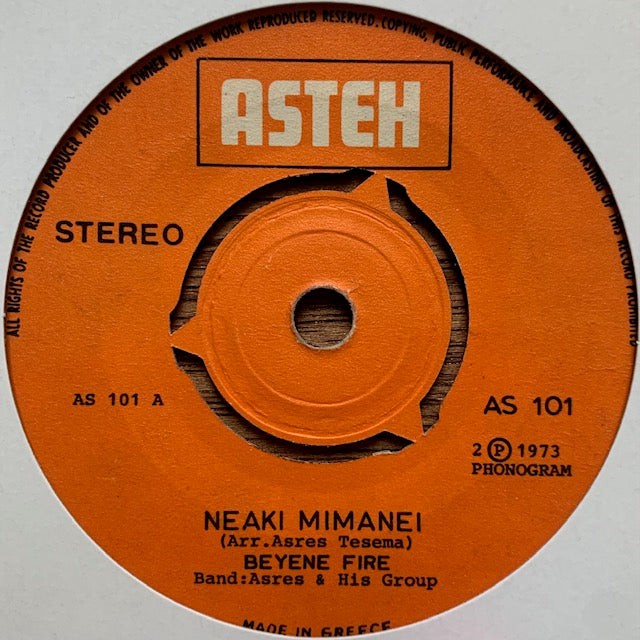 ALL RIGHTS OF THE RECORD PRODUCER AND OF THE OWNER OF THE WORK REPRODUCED RESERVED. COPYING, PUBLIC PERFORMANCE AND BROADCASTING OF THIS RECORD PROHIBITED
ASTEH
STEREO
AS 101 A
AS 101
2 Ⓟ 1973
PHONOGRAM
NEAKI MIMANEI
(Arr.Asres Tesema)
BEYENE FIRE
Band:Asres & His Group
MADE IN GREECE